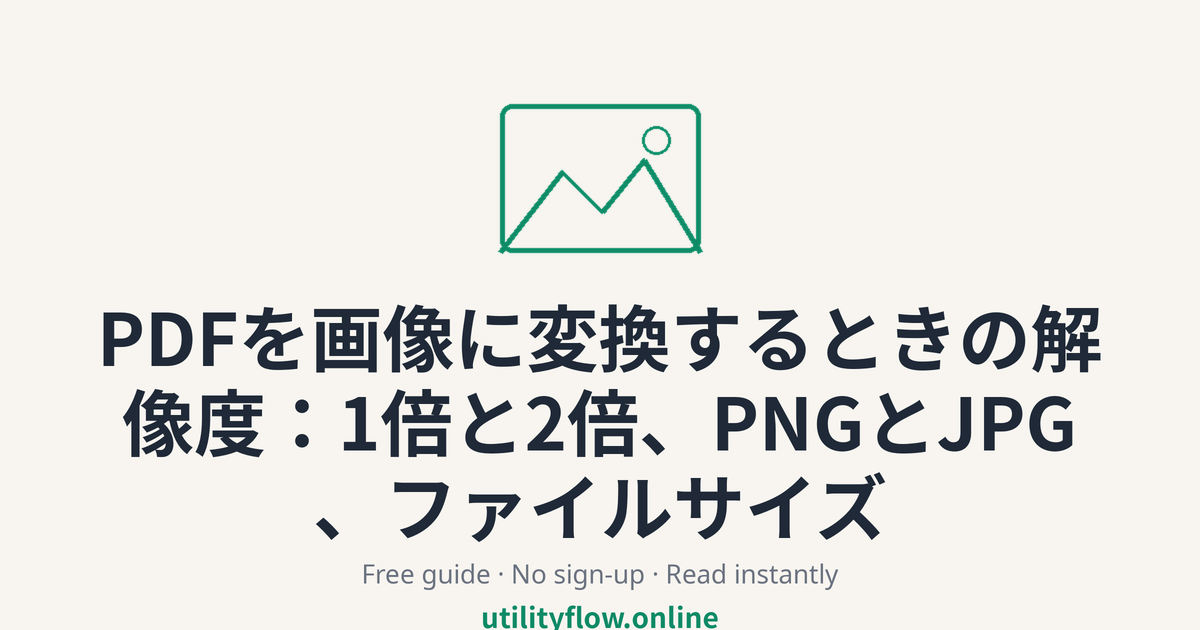 PDFを画像に変換するときの解
像度：1倍と2倍、PNGとJPG
、ファイルサイズ
Free guide · No sign-up · Read instantly
utilityflow.online